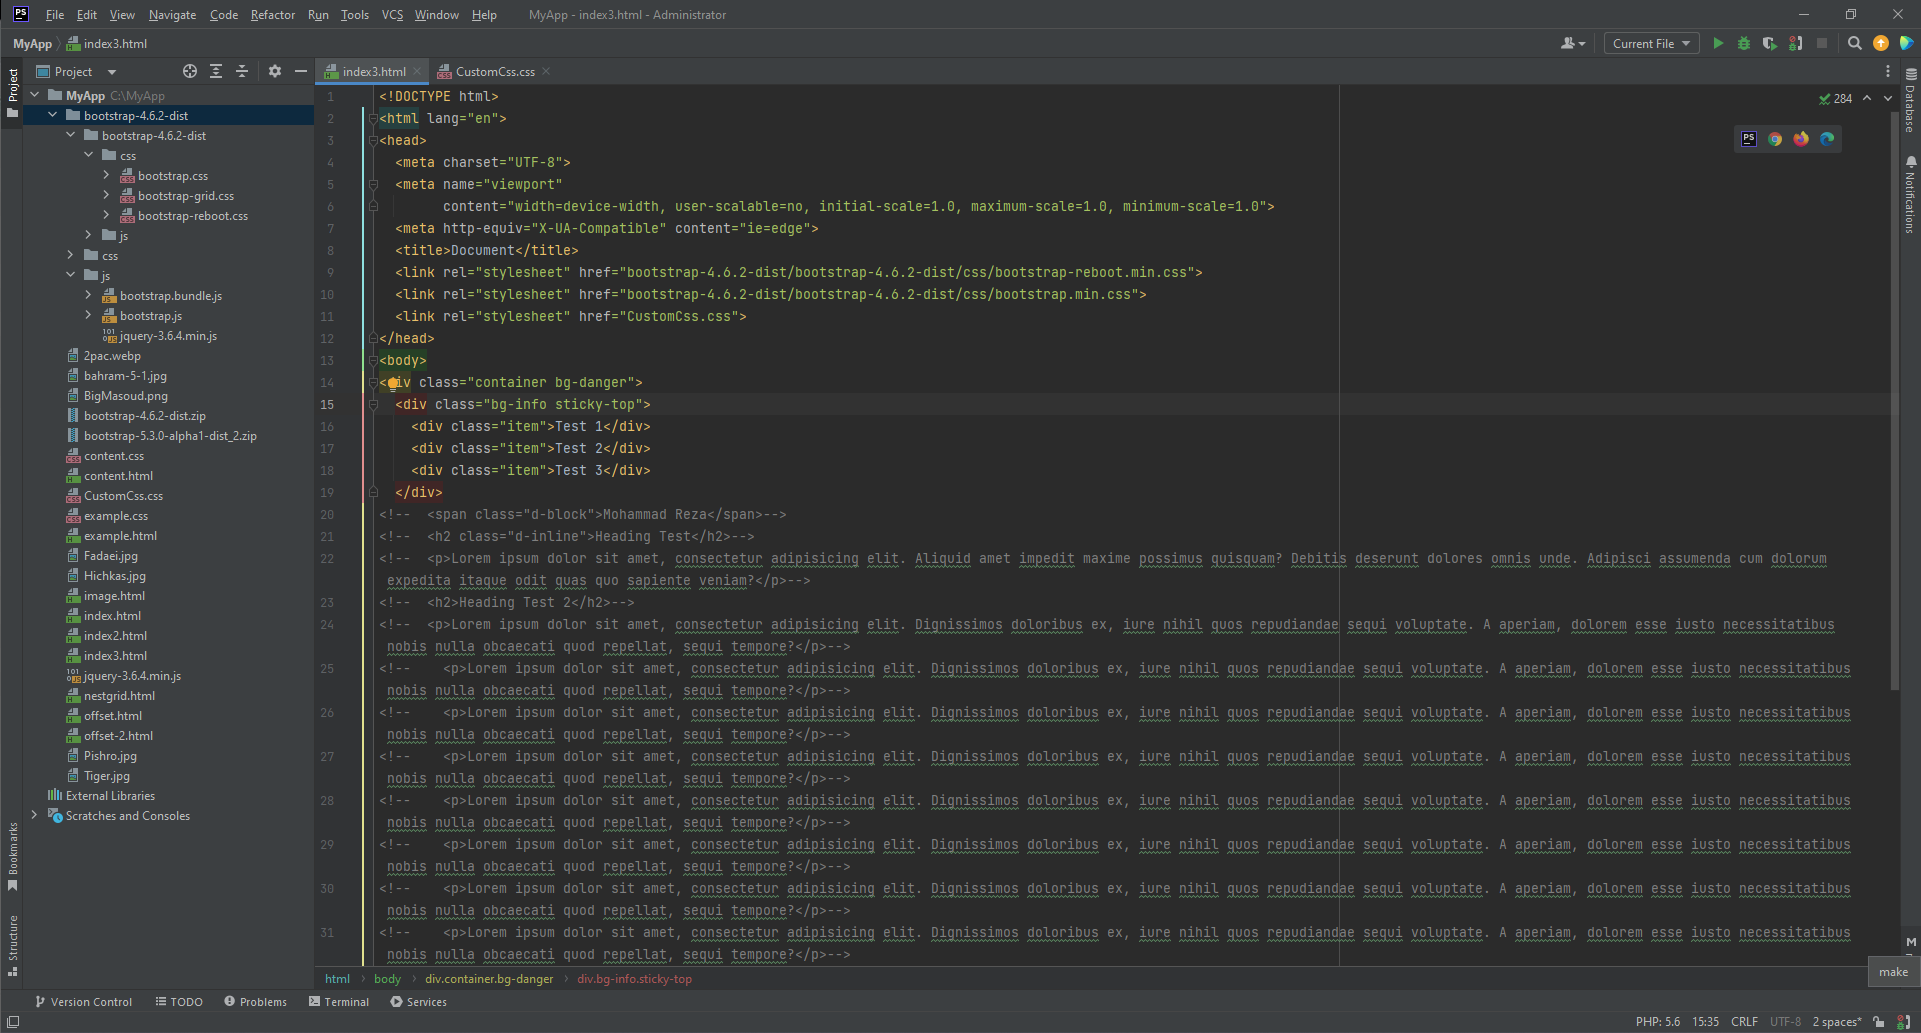 PS File Edit View Navigate Code Refactor Run Tools VCS Window Help MyApp - index3.html - Administrator
MyApp index3.html Current File
Project index3.html CustomCss.css
Project
MyApp C:\MyApp
bootstrap-4.6.2-dist
bootstrap-4.6.2-dist
css
bootstrap.css
bootstrap-grid.css
bootstrap-reboot.css
js
css
js
bootstrap.bundle.js
bootstrap.js
jquery-3.6.4.min.js
2pac.webp
bahram-5-1.jpg
BigMasoud.png
bootstrap-4.6.2-dist.zip
bootstrap-5.3.0-alpha1-dist_2.zip
content.css
content.html
CustomCss.css
example.css
example.html
Fadaei.jpg
Hichkas.jpg
image.html
index.html
index2.html
index3.html
jquery-3.6.4.min.js
nestgrid.html
offset.html
offset-2.html
Pishro.jpg
Tiger.jpg
External Libraries
Scratches and Consoles
Bookmarks
Structure
1 <!DOCTYPE html>
2 <html lang="en">
3 <head>
4 <meta charset="UTF-8">
5 <meta name="viewport"
6 content="width=device-width, user-scalable=no, initial-scale=1.0, maximum-scale=1.0, minimum-scale=1.0">
7 <meta http-equiv="X-UA-Compatible" content="ie=edge">
8 <title>Document</title>
9 <link rel="stylesheet" href="bootstrap-4.6.2-dist/bootstrap-4.6.2-dist/css/bootstrap-reboot.min.css">
10 <link rel="stylesheet" href="bootstrap-4.6.2-dist/bootstrap-4.6.2-dist/css/bootstrap.min.css">
11 <link rel="stylesheet" href="CustomCss.css">
12 </head>
13 <body>
14 <div class="container bg-danger">
15 <div class="bg-info sticky-top">
16 <div class="item">Test 1</div>
17 <div class="item">Test 2</div>
18 <div class="item">Test 3</div>
19 </div>
20 <!-- <span class="d-block">Mohammad Reza</span>-->
21 <!-- <h2 class="d-inline">Heading Test</h2>-->
22 <!-- <p>Lorem ipsum dolor sit amet, consectetur adipisicing elit. Aliquid amet impedit maxime possimus quisquam? Debitis deserunt dolores omnis unde. Adipisci assumenda cum dolorum
expedita itaque odit quas quo sapiente veniam?</p>-->
23 <!-- <h2>Heading Test 2</h2>-->
24 <!-- <p>Lorem ipsum dolor sit amet, consectetur adipisicing elit. Dignissimos doloribus ex, iure nihil quos repudiandae sequi voluptate. A aperiam, dolorem esse iusto necessitatibus
nobis nulla obcaecati quod repellat, sequi tempore?</p>-->
25 <!-- <p>Lorem ipsum dolor sit amet, consectetur adipisicing elit. Dignissimos doloribus ex, iure nihil quos repudiandae sequi voluptate. A aperiam, dolorem esse iusto necessitatibus
nobis nulla obcaecati quod repellat, sequi tempore?</p>-->
26 <!-- <p>Lorem ipsum dolor sit amet, consectetur adipisicing elit. Dignissimos doloribus ex, iure nihil quos repudiandae sequi voluptate. A aperiam, dolorem esse iusto necessitatibus
nobis nulla obcaecati quod repellat, sequi tempore?</p>-->
27 <!-- <p>Lorem ipsum dolor sit amet, consectetur adipisicing elit. Dignissimos doloribus ex, iure nihil quos repudiandae sequi voluptate. A aperiam, dolorem esse iusto necessitatibus
nobis nulla obcaecati quod repellat, sequi tempore?</p>-->
28 <!-- <p>Lorem ipsum dolor sit amet, consectetur adipisicing elit. Dignissimos doloribus ex, iure nihil quos repudiandae sequi voluptate. A aperiam, dolorem esse iusto necessitatibus
nobis nulla obcaecati quod repellat, sequi tempore?</p>-->
29 <!-- <p>Lorem ipsum dolor sit amet, consectetur adipisicing elit. Dignissimos doloribus ex, iure nihil quos repudiandae sequi voluptate. A aperiam, dolorem esse iusto necessitatibus
nobis nulla obcaecati quod repellat, sequi tempore?</p>-->
30 <!-- <p>Lorem ipsum dolor sit amet, consectetur adipisicing elit. Dignissimos doloribus ex, iure nihil quos repudiandae sequi voluptate. A aperiam, dolorem esse iusto necessitatibus
nobis nulla obcaecati quod repellat, sequi tempore?</p>-->
31 <!-- <p>Lorem ipsum dolor sit amet, consectetur adipisicing elit. Dignissimos doloribus ex, iure nihil quos repudiandae sequi voluptate. A aperiam, dolorem esse iusto necessitatibus
nobis nulla obcaecati quod repellat, sequi tempore?</p>-->
284
PS
Database
Notifications
M
make
html body div.container.bg-danger div.bg-info.sticky-top
Version Control TODO Problems Terminal Services
PHP: 5.6 15:35 CRLF UTF-8 2 spaces*